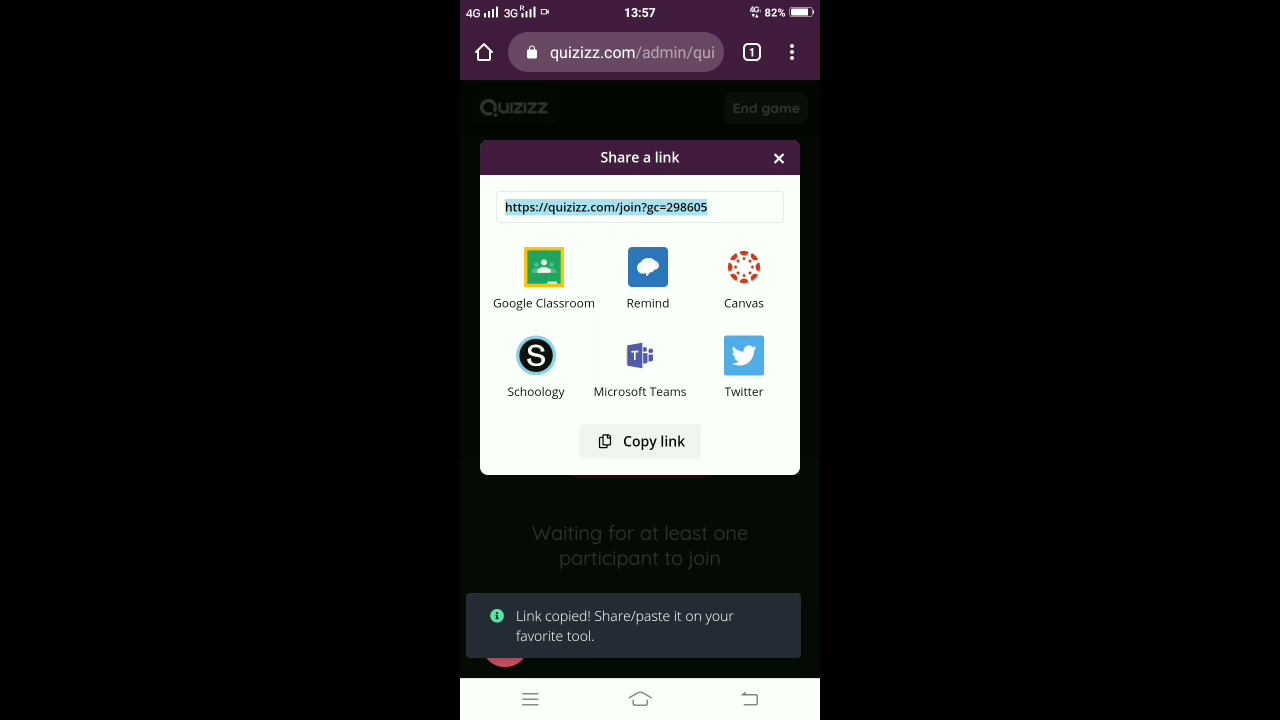 4G 3G R 13:57 4G 82%
quizizz.com/admin/qui 1
Quizizz End game
Share a link
https://quizizz.com/join?gc=298605
Google Classroom Remind Canvas
S T
Schoology Microsoft Teams Twitter
Copy link
Waiting for at least one
participant to join
Link copied! Share/paste it on your
favorite tool.